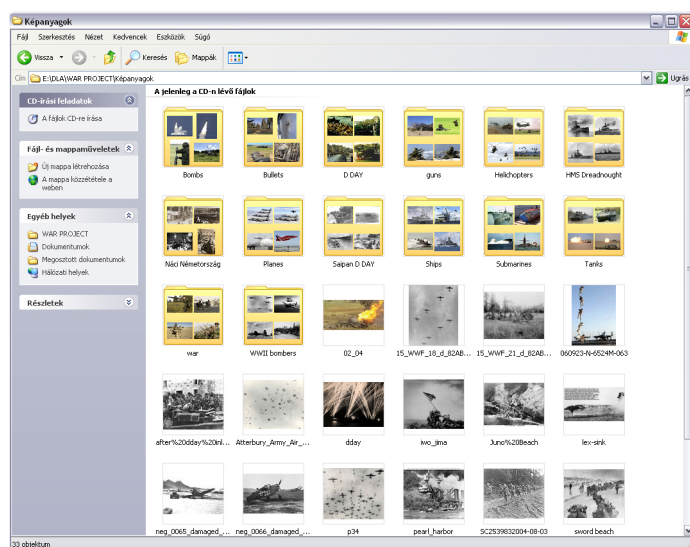 Képanyagok
Fájl Szerkesztés Nézet Kedvencek Eszközök Súgó
Vissza Keresés Mappák
Cím E:\DLA\WAR PROJECT\Képanyagok Ugrás
CD-írási feladatok
A fájlok CD-re írása
Fájl- és mappaműveletek
Új mappa létrehozása
A mappa közzététele a
weben
Egyéb helyek
WAR PROJECT
Dokumentumok
Megosztott dokumentumok
Hálózati helyek
Részletek
A jelenleg a CD-n lévő fájlok
Bombs Bullets D DAY guns Helichopters HMS Dreadnought
Náci Németország Planes Saipan D DAY Ships Submarines Tanks
war WWII bombers 02_04 15_WWF_18_d_82AB... 15_WWF_21_d_82AB... 060923-N-6524M-063
after%20dday%20inl... Atterbury_Army_Air_... dday iwo_jima Juno%20Beach lex-sink
neg_0065_damaged_... neg_0066_damaged_... p34 pearl_harbor SC2539832004-08-03 sword beach
33 objektum